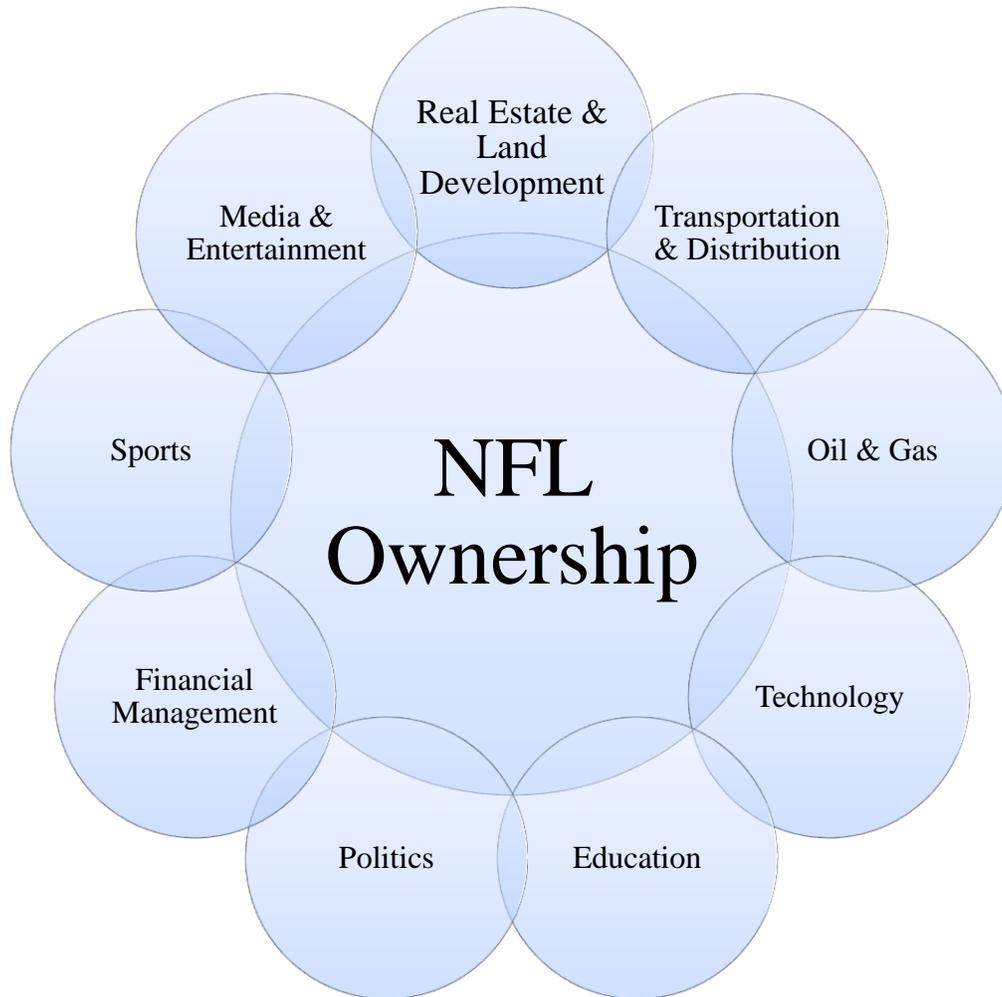 Real Estate &
Land
Development
Transportation
& Distribution
Oil & Gas
Technology
Education
Politics
Financial
Management
Sports
Media &
Entertainment
NFL
Ownership